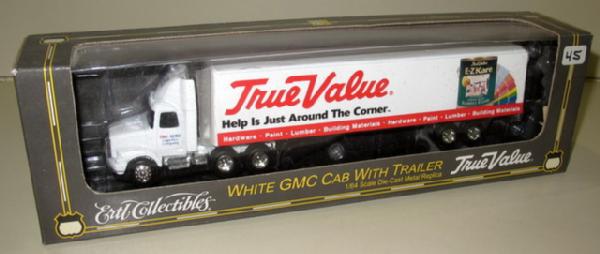 True Value®
Help Is Just Around The Corner.
Hardware • Paint • Lumber • Building Materials • Hardware • Paint • Lumber • Building Materials
E-Z Kare
45
Ertl Collectibles
White GMC Cab With Trailer
1/64 Scale Die-Cast Metal Replica
True Value®